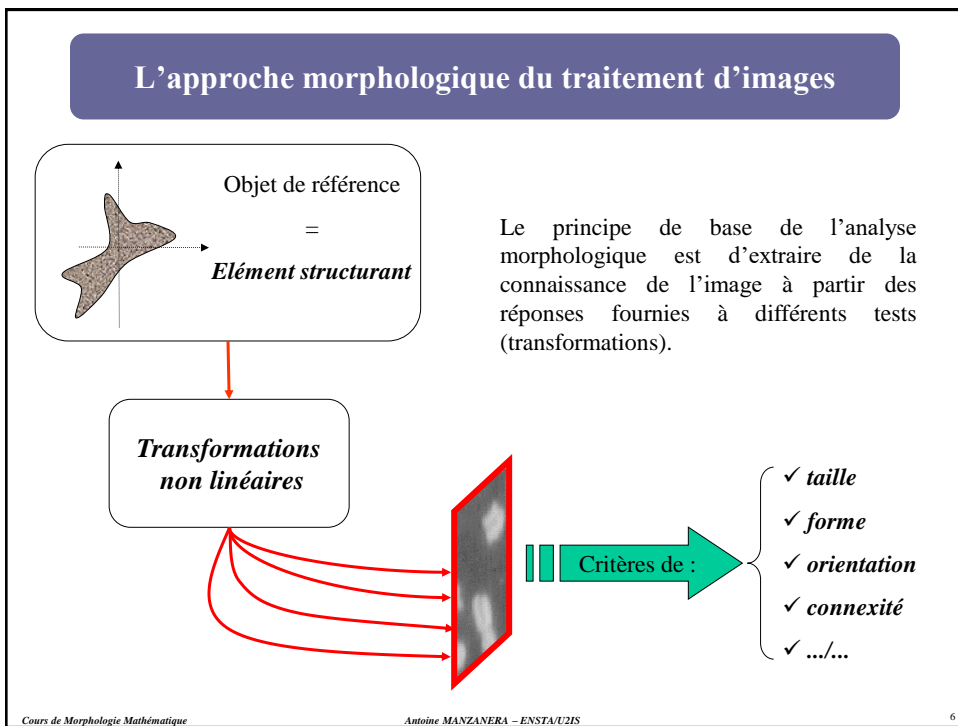 L'approche morphologique du traitement d'images
Objet de référence
=
Elément structurant
Le principe de base de l'analyse
morphologique est d'extraire de la
connaissance de l'image à partir des
réponses fournies à différents tests
(transformations).
Transformations
non linéaires
Critères de :
✓ taille
✓ forme
✓ orientation
✓ connexité
✓ .../...
Cours de Morphologie Mathématique
Antoine MANZANERA – ENSTA/U2IS
6